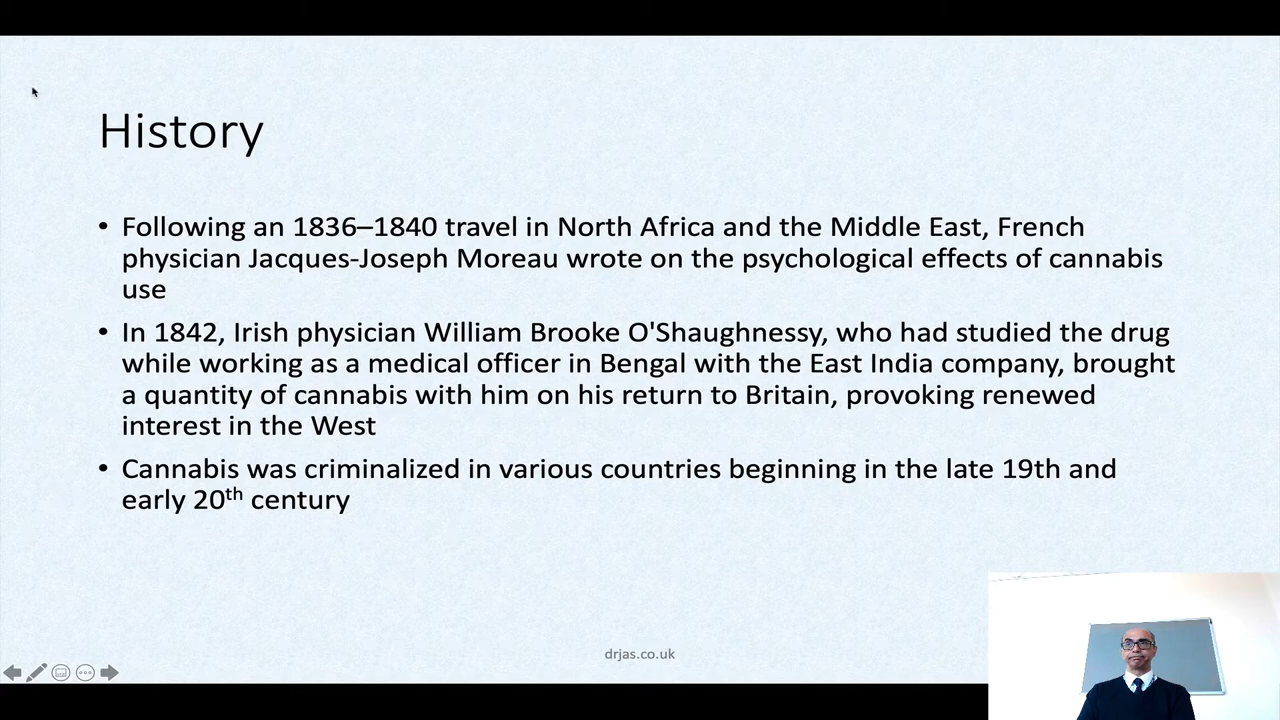 History
• Following an 1836–1840 travel in North Africa and the Middle East, French
physician Jacques-Joseph Moreau wrote on the psychological effects of cannabis
use
• In 1842, Irish physician William Brooke O'Shaughnessy, who had studied the drug
while working as a medical officer in Bengal with the East India company, brought
a quantity of cannabis with him on his return to Britain, provoking renewed
interest in the West
• Cannabis was criminalized in various countries beginning in the late 19th and
early 20th century
drjas.co.uk